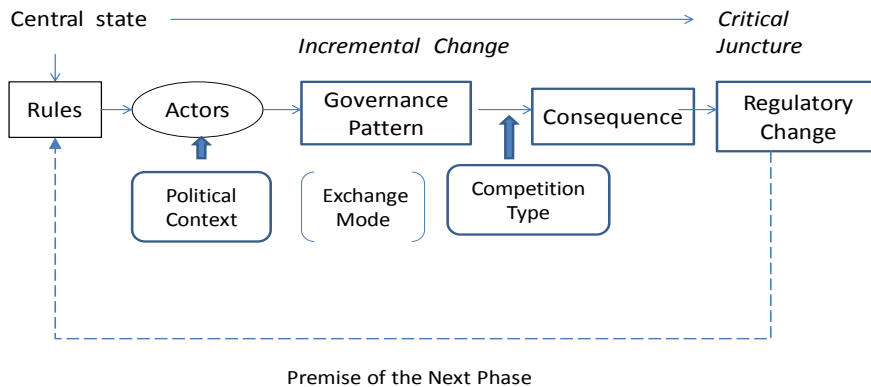 Central state
Critical
Juncture
Incremental Change
Rules
Actors
Governance
Pattern
Consequence
Regulatory
Change
Political
Context
Exchange
Mode
Competition
Type
Premise of the Next Phase